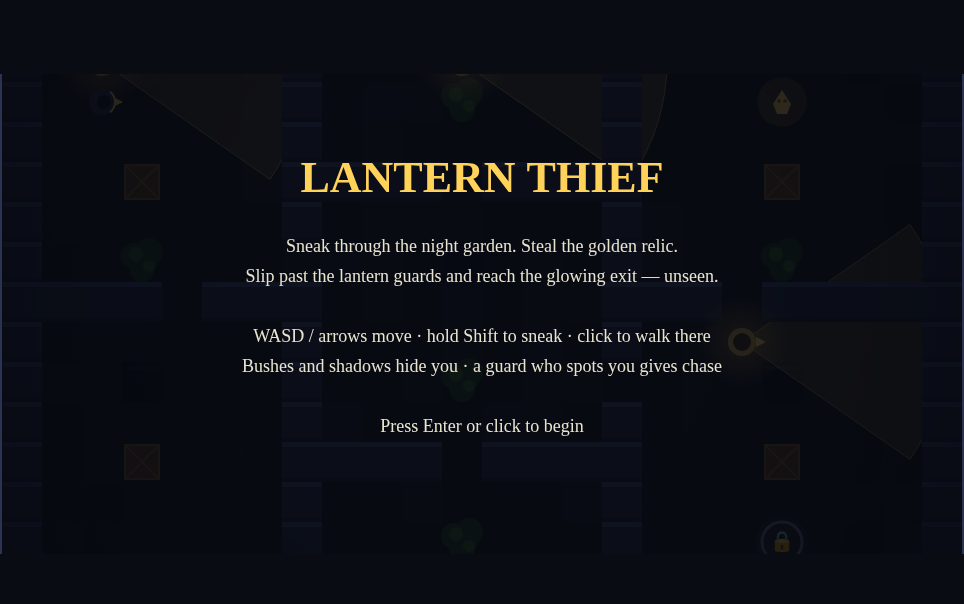 LANTERN THIEF
Sneak through the night garden. Steal the golden relic.
Slip past the lantern guards and reach the glowing exit — unseen.
WASD / arrows move · hold Shift to sneak · click to walk there
Bushes and shadows hide you · a guard who spots you gives chase
Press Enter or click to begin